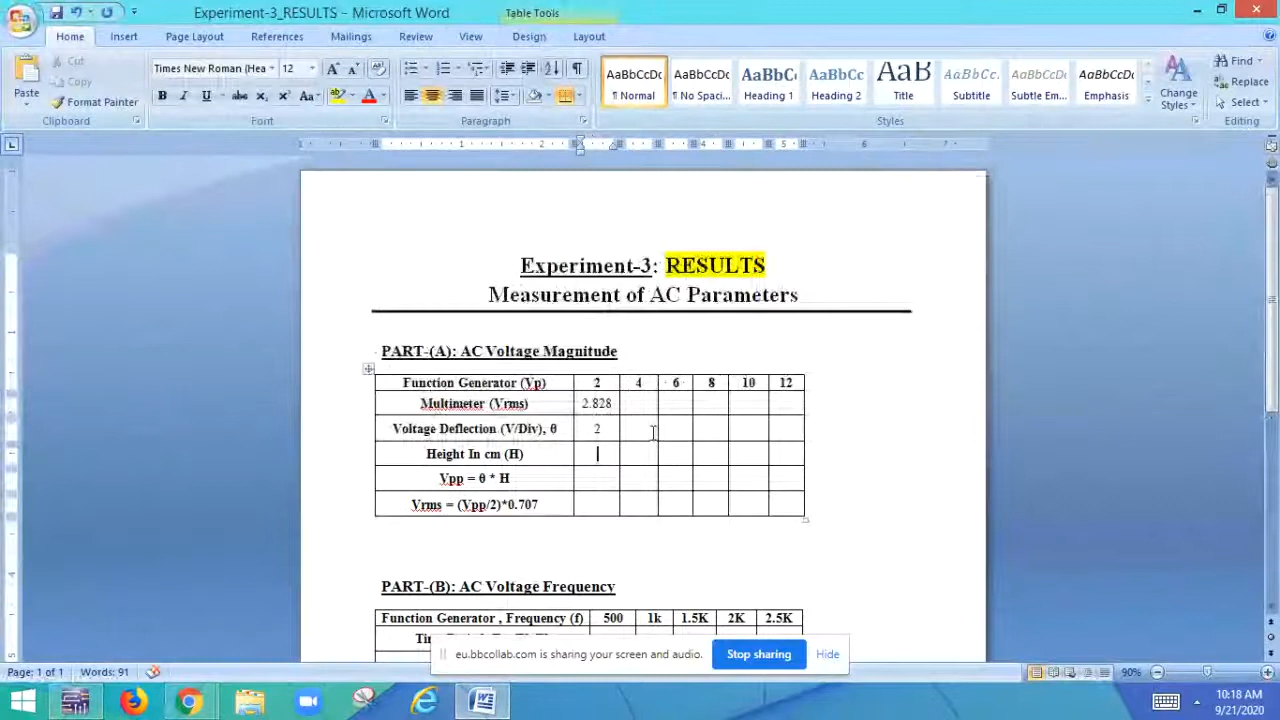 Experiment-3_RESULTS – Microsoft Word
Table Tools
Home Insert Page Layout References Mailings Review View Design Layout
Paste
Cut
Copy
Format Painter
Clipboard
Times New Roman (Hea 12
Font
Paragraph
AaBbCcDc AaBbCcDc AaBbC AaBbCc AaB AaBbCc. AaBbCcDc AaBbCcDc
¶ Normal ¶ No Spaci... Heading 1 Heading 2 Title Subtitle Subtle Em... Emphasis
Change Styles
Styles
Find
Replace
Select
Editing
Experiment-3: RESULTS
Measurement of AC Parameters
PART-(A): AC Voltage Magnitude
Function Generator (Vp) 2 4 6 8 10 12
Multimeter (Vrms) 2.828
Voltage Deflection (V/Div), θ 2
Height In cm (H)
Vpp = θ * H
Vrms = (Vpp/2)*0.707
PART-(B): AC Voltage Frequency
Function Generator , Frequency (f) 500 1k 1.5K 2K 2.5K
eu.bbcollab.com is sharing your screen and audio. Stop sharing Hide
Page: 1 of 1 Words: 91 90%
10:18 AM
9/21/2020